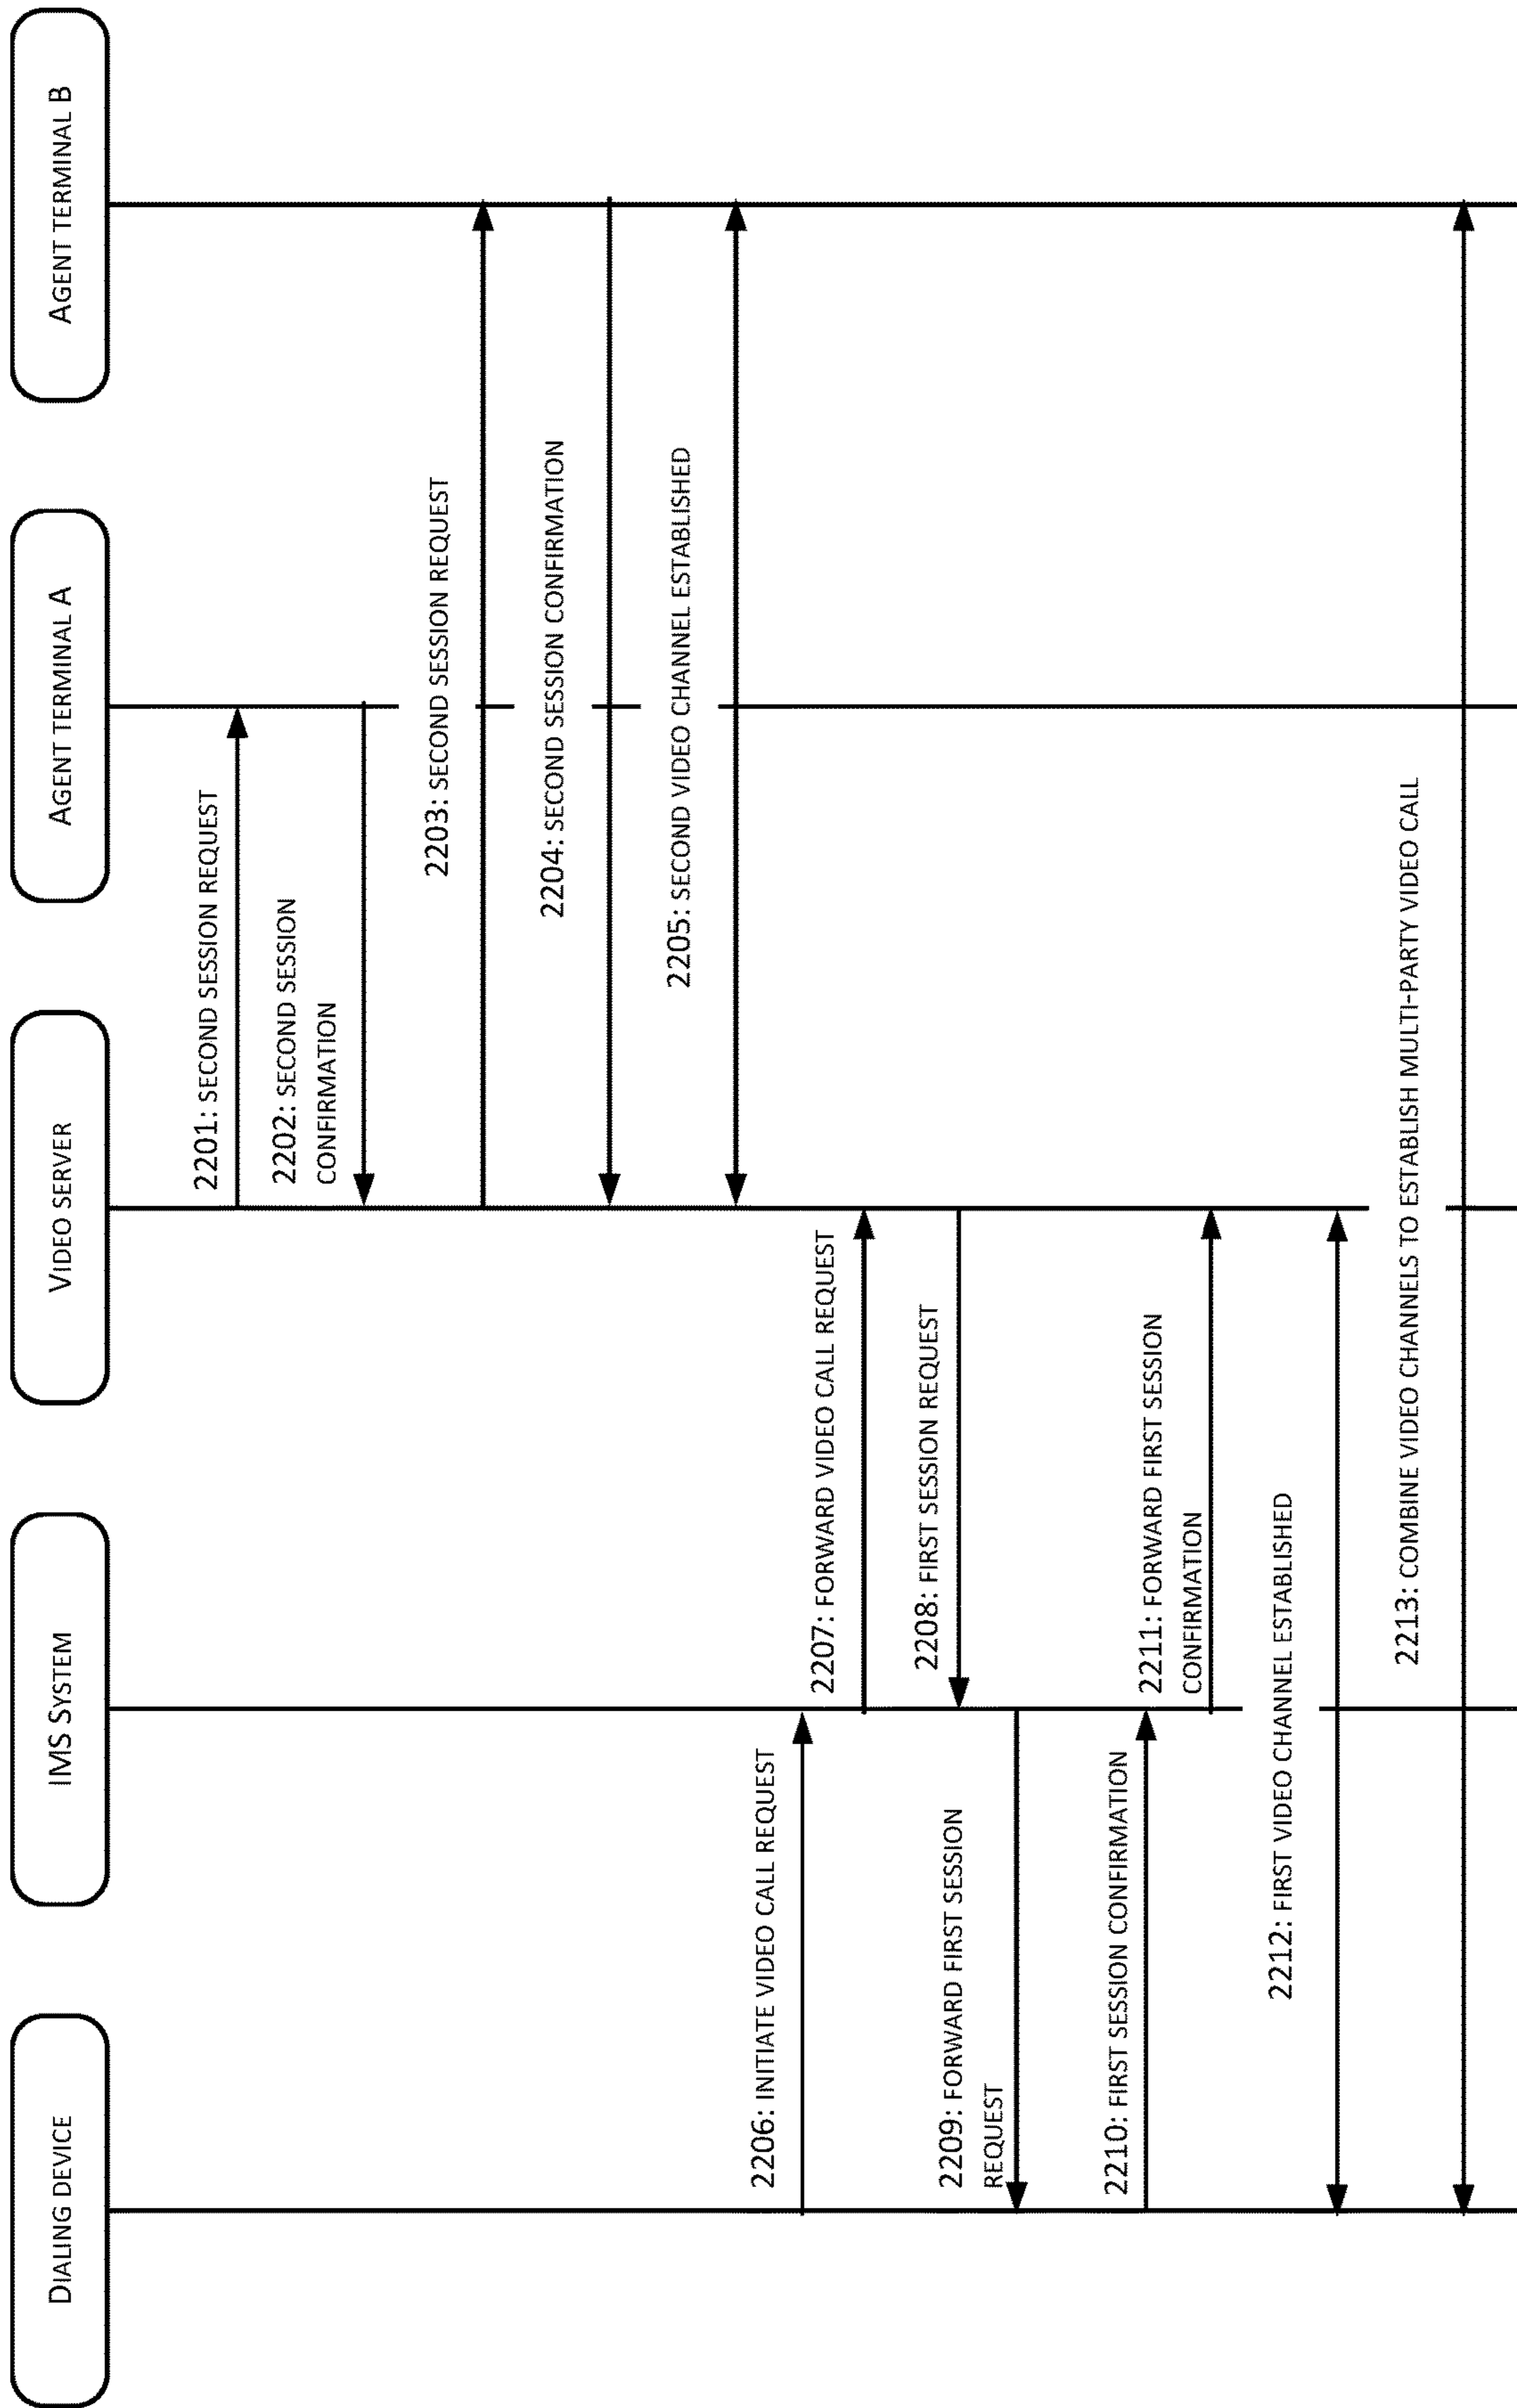 DIALING DEVICE
IMS SYSTEM
VIDEO SERVER
AGENT TERMINAL A
AGENT TERMINAL B
2201: SECOND SESSION REQUEST
2202: SECOND SESSION
CONFIRMATION
2203: SECOND SESSION REQUEST
2204: SECOND SESSION CONFIRMATION
2205: SECOND VIDEO CHANNEL ESTABLISHED
2206: INITIATE VIDEO CALL REQUEST
2207: FORWARD VIDEO CALL REQUEST
2208: FIRST SESSION REQUEST
2209: FORWARD FIRST SESSION
REQUEST
2210: FIRST SESSION CONFIRMATION
2211: FORWARD FIRST SESSION
CONFIRMATION
2212: FIRST VIDEO CHANNEL ESTABLISHED
2213: COMBINE VIDEO CHANNELS TO ESTABLISH MULTI-PARTY VIDEO CALL